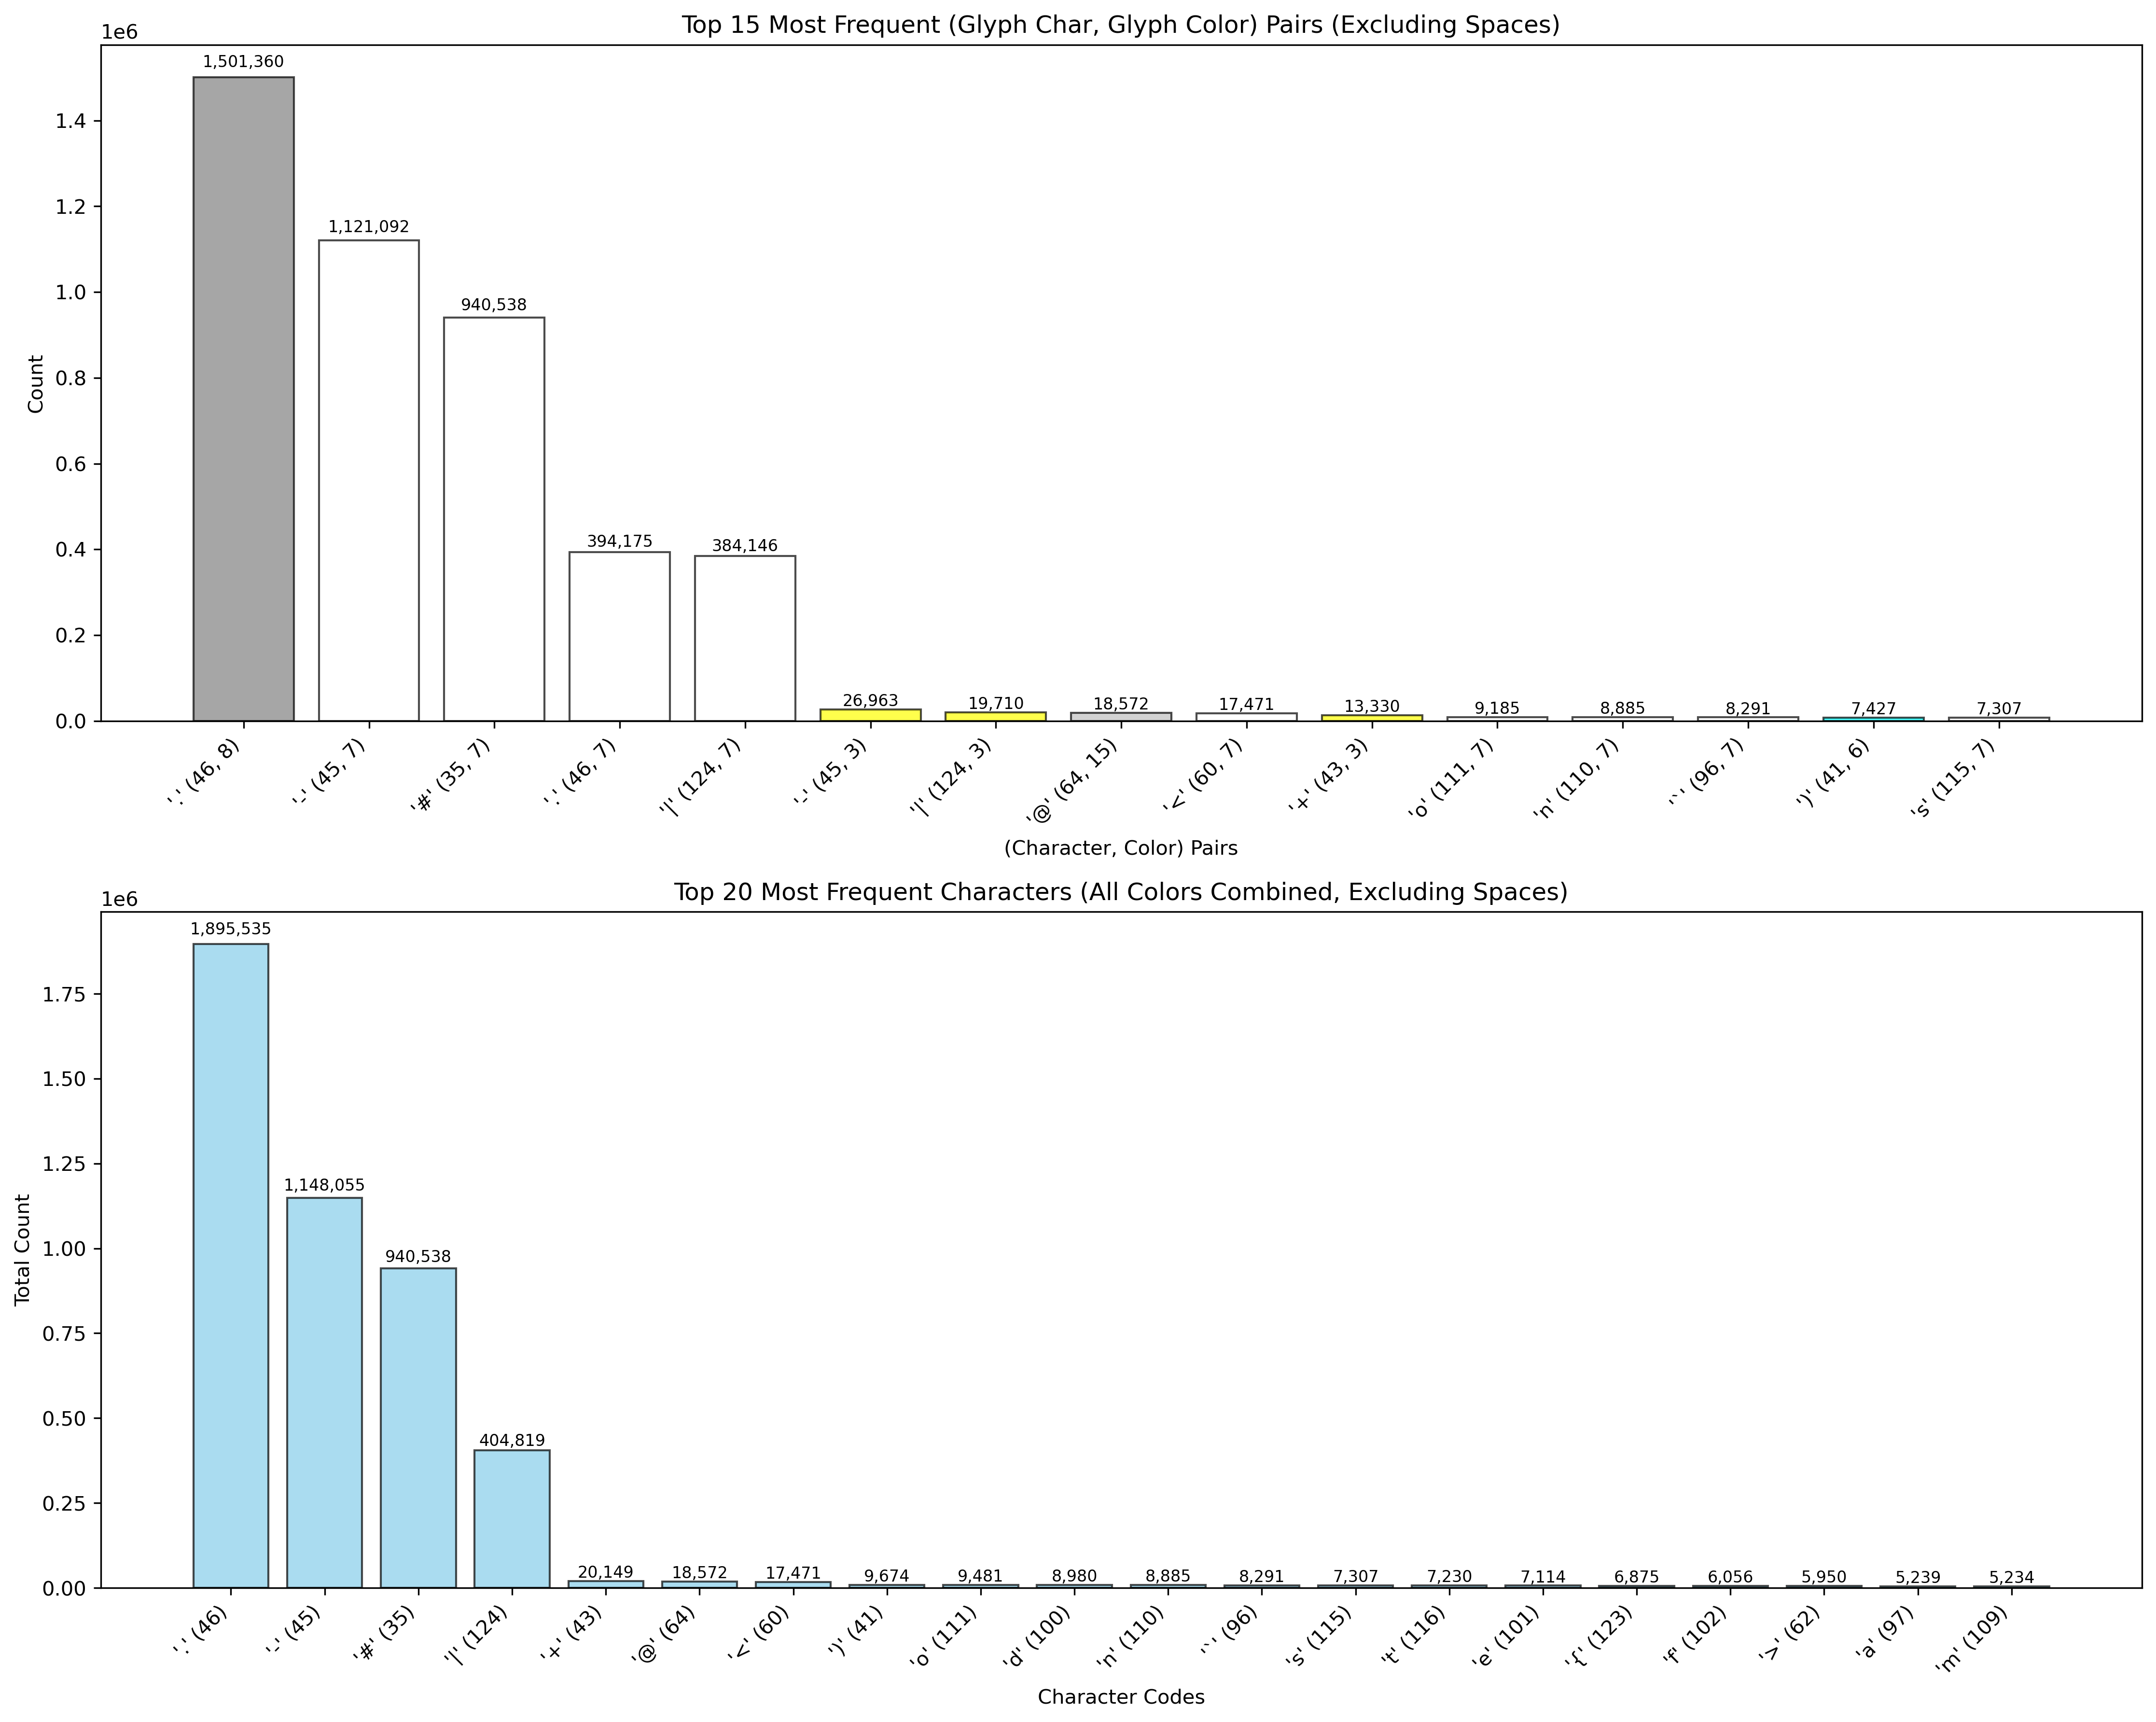 Top 15 Most Frequent (Glyph Char, Glyph Color) Pairs (Excluding Spaces)
1e6
1,501,360
1,121,092
940,538
394,175
384,146
26,963
19,710
18,572
17,471
13,330
9,185
8,885
8,291
7,427
7,307
1.4
1.2
1.0
0.8
0.6
0.4
0.2
0.0
Count
'.' (46, 8)
'-' (45, 7)
'#' (35, 7)
'.' (46, 7)
'|' (124, 7)
'-' (45, 3)
'|' (124, 3)
'@' (64, 15)
'<' (60, 7)
'+' (43, 3)
'o' (111, 7)
'n' (110, 7)
'`' (96, 7)
')' (41, 6)
's' (115, 7)
(Character, Color) Pairs
Top 20 Most Frequent Characters (All Colors Combined, Excluding Spaces)
1e6
1,895,535
1,148,055
940,538
404,819
20,149
18,572
17,471
9,674
9,481
8,980
8,885
8,291
7,307
7,230
7,114
6,875
6,056
5,950
5,239
5,234
1.75
1.50
1.25
1.00
0.75
0.50
0.25
0.00
Total Count
'.' (46)
'-' (45)
'#' (35)
'|' (124)
'+' (43)
'@' (64)
'<' (60)
')' (41)
'o' (111)
'd' (100)
'n' (110)
'`' (96)
's' (115)
't' (116)
'e' (101)
'{' (123)
'f' (102)
'>' (62)
'a' (97)
'm' (109)
Character Codes